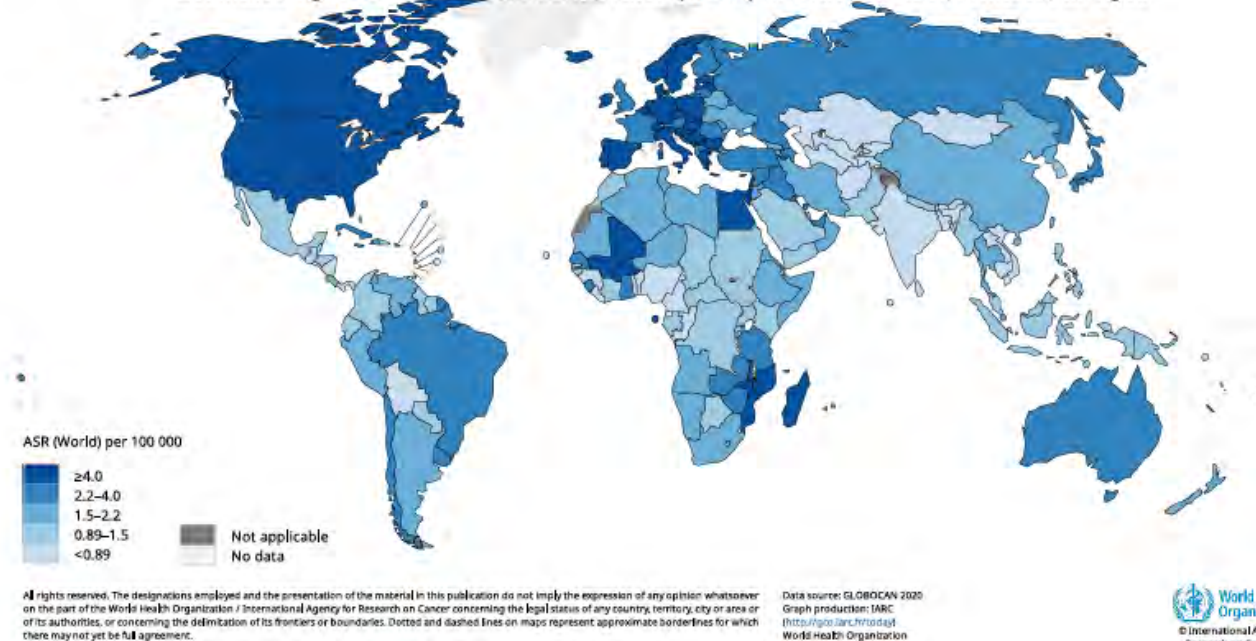 ASR (World) per 100 000
≥4.0
2.2–4.0
1.5–2.2
0.89–1.5
<0.89
Not applicable
No data
All rights reserved. The designations employed and the presentation of the material in this publication do not imply the expression of any opinion whatsoever
on the part of the World Health Organization / International Agency for Research on Cancer concerning the legal status of any country, territory, city or area or
of its authorities, or concerning the delimitation of its frontiers or boundaries. Dotted and dashed lines on maps represent approximate borderlines for which
there may not yet be full agreement.
Data source: GLOBOCAN 2020
Graph production: IARC
(http://gco.iarc.fr/today)
World Health Organization
World
Organ
© International A